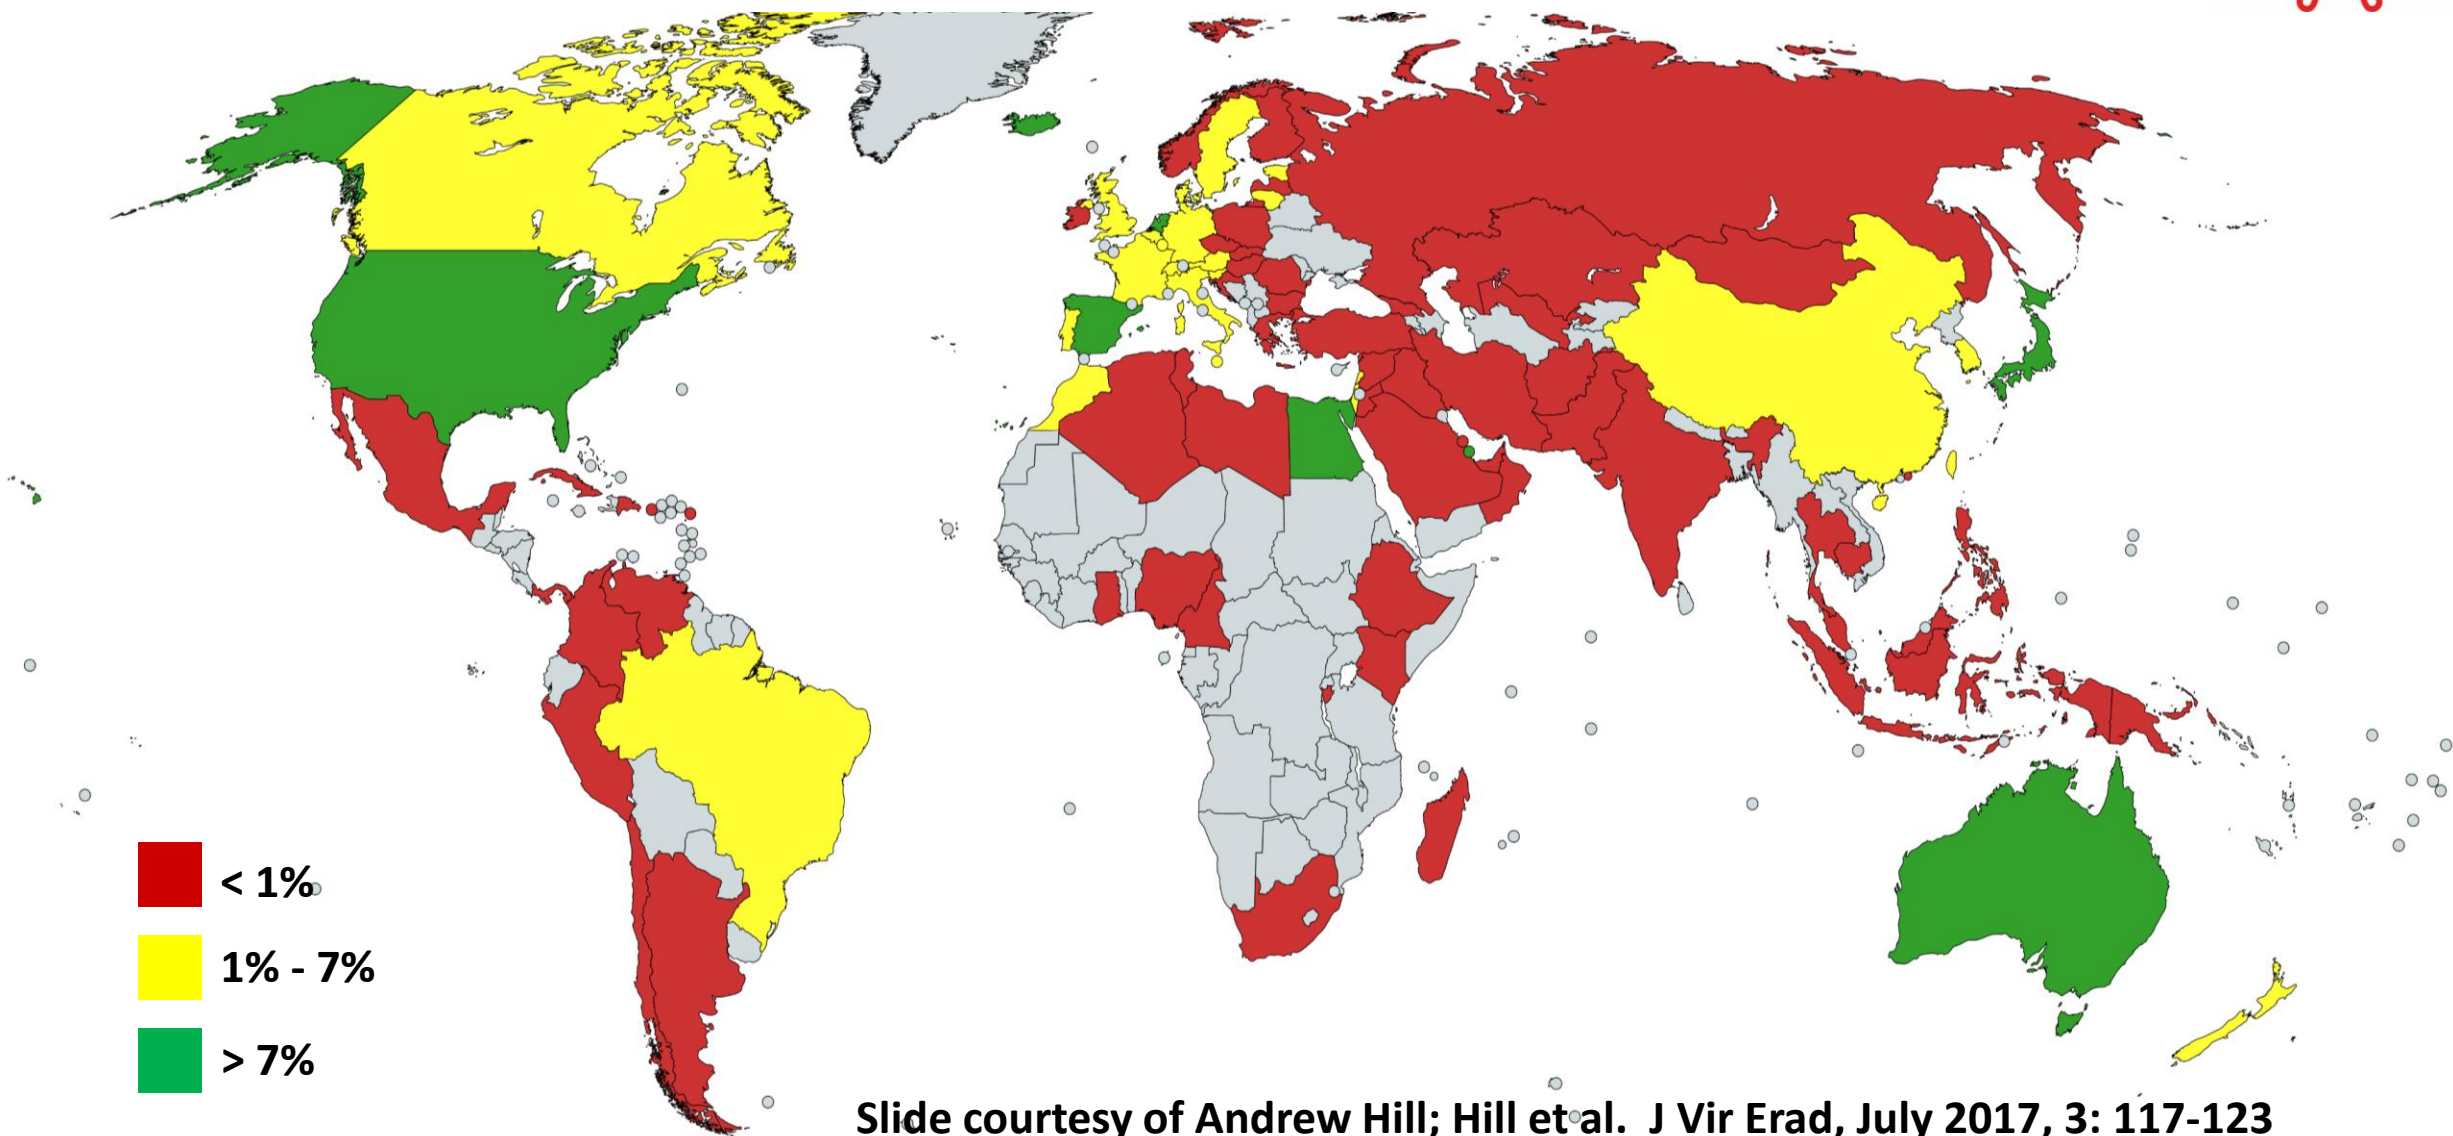 < 1%
1% - 7%
> 7%
Slide courtesy of Andrew Hill; Hill et al.  J Vir Erad, July 2017, 3: 117-123